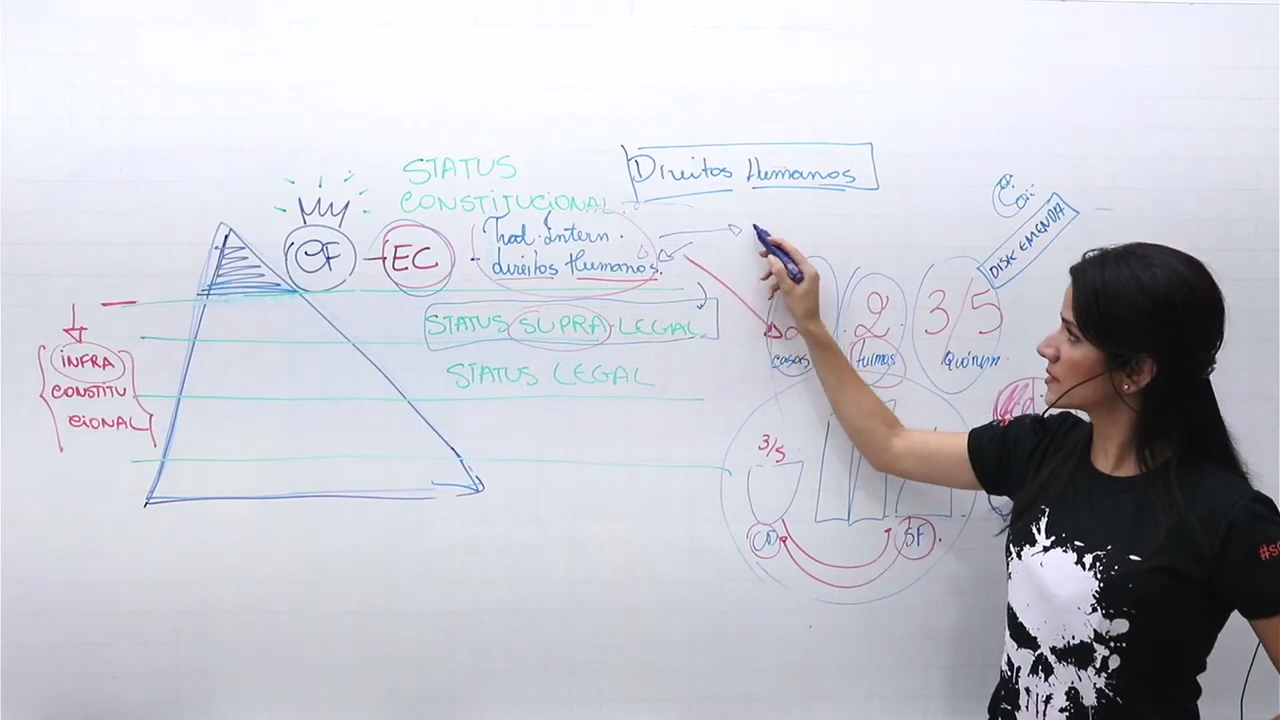 Direitos Humanos
STATUS
CONSTITUCIONAL
CF - EC - Trat. Intern.
direitos Humanos.
DISK EMENDA
STATUS SUPRA LEGAL
STATUS LEGAL
INFRA
CONSTITU
CIONAL
2 3/5
casas turmas Quórum
3/5
CD SF
#s